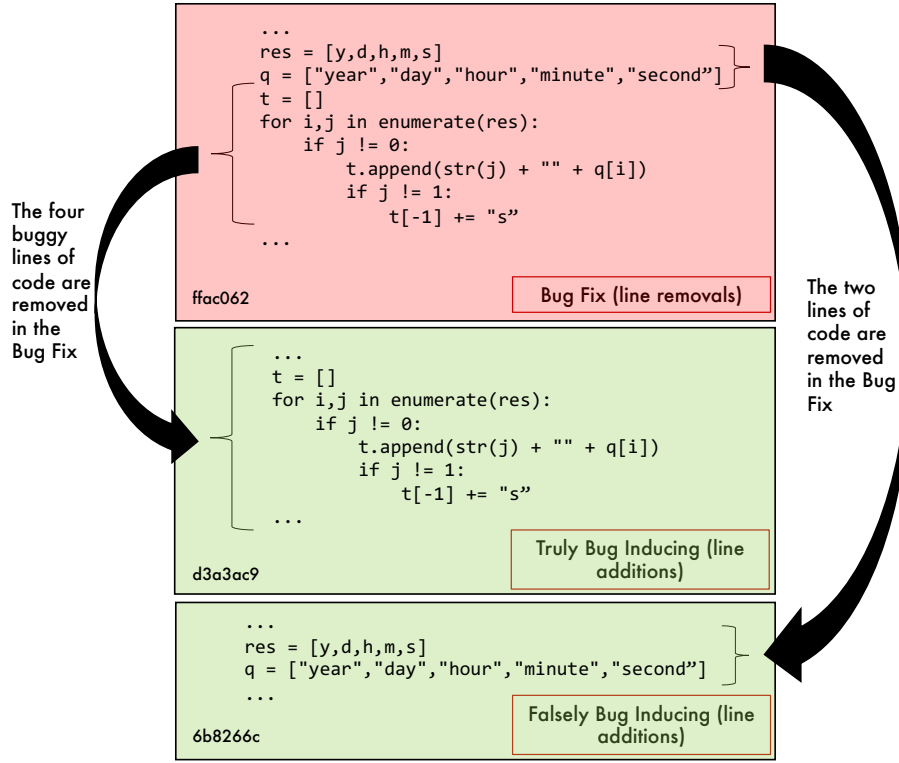 ...
res = [y,d,h,m,s]
q = ["year","day","hour","minute","second”]
t = []
for i,j in enumerate(res):
if j != 0:
t.append(str(j) + "" + q[i])
if j != 1:
t[-1] += "s”
...
ffac062
Bug Fix (line removals)
The four
buggy
lines of
code are
removed
in the
Bug Fix
The two
lines of
code are
removed
in the Bug
Fix
...
t = []
for i,j in enumerate(res):
if j != 0:
t.append(str(j) + "" + q[i])
if j != 1:
t[-1] += "s”
...
d3a3ac9
Truly Bug Inducing (line
additions)
...
res = [y,d,h,m,s]
q = ["year","day","hour","minute","second”]
...
6b8266c
Falsely Bug Inducing (line
additions)